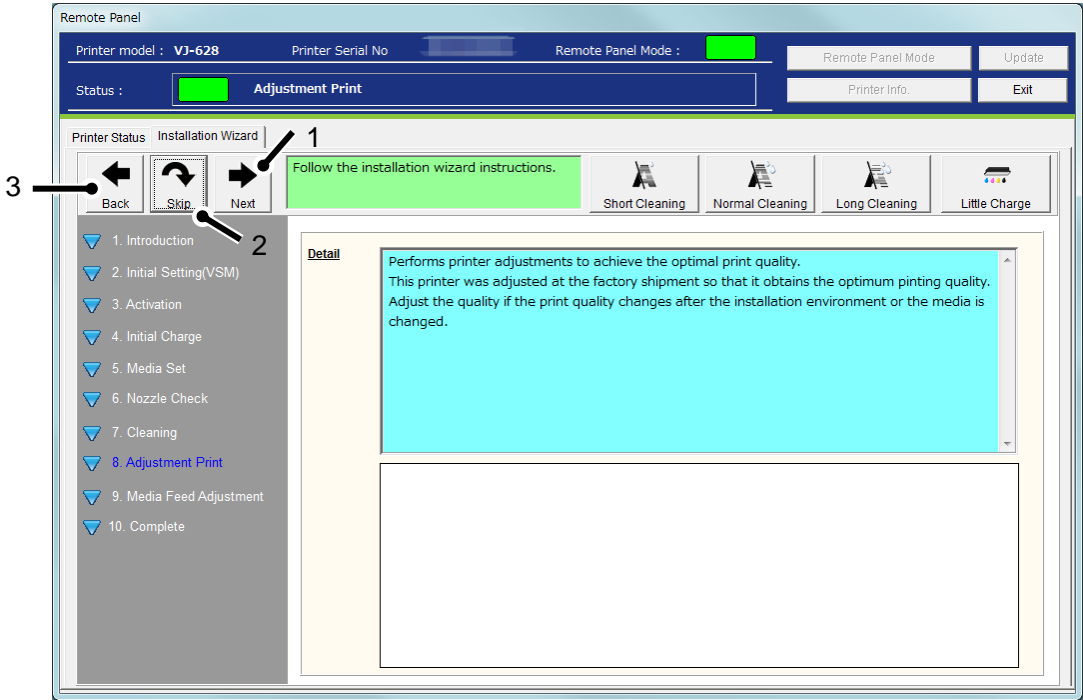 Remote Panel
Printer model : VJ-628 Printer Serial No Remote Panel Mode :
Remote Panel Mode Update
Status : Adjustment Print
Printer Info. Exit
Printer Status Installation Wizard
1
3
Back Skip Next
Follow the installation wizard instructions.
Short Cleaning Normal Cleaning Long Cleaning Little Charge
2
1. Introduction
2. Initial Setting(VSM)
3. Activation
4. Initial Charge
5. Media Set
6. Nozzle Check
7. Cleaning
8. Adjustment Print
9. Media Feed Adjustment
10. Complete
Detail
Performs printer adjustments to achieve the optimal print quality.
This printer was adjusted at the factory shipment so that it obtains the optimum pinting quality.
Adjust the quality if the print quality changes after the installation environment or the media is
changed.